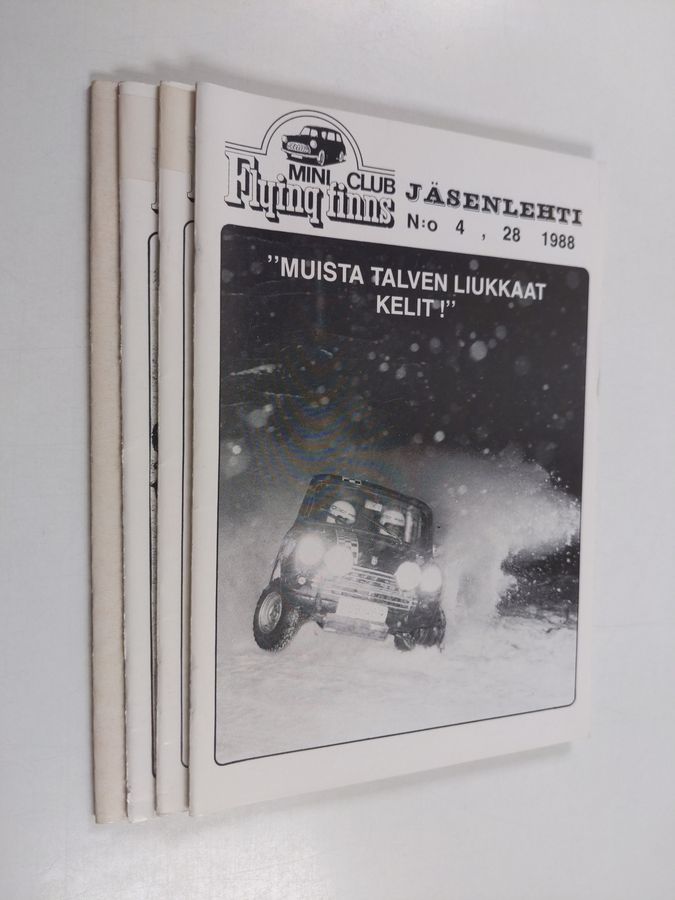 MINI CLUB
Flying finns
JÄSENLEHTI
N:o 4 , 28 1988
"MUISTA TALVEN LIUKKAAT
KELIT!"